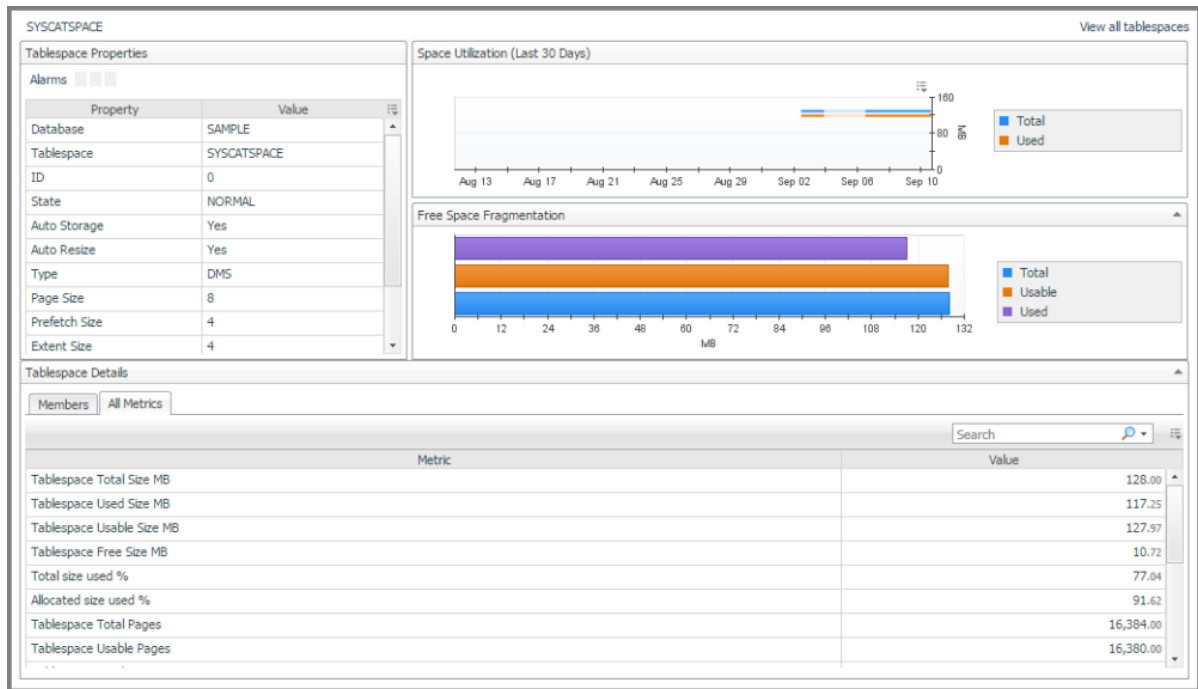 SYSCATSPACE View all tablespaces
Tablespace Properties
Alarms
Property Value
Database SAMPLE
Tablespace SYSCATSPACE
ID 0
State NORMAL
Auto Storage Yes
Auto Resize Yes
Type DMS
Page Size 8
Prefetch Size 4
Extent Size 4
Space Utilization (Last 30 Days)
160
80
0
MB
Aug 13 Aug 17 Aug 21 Aug 25 Aug 29 Sep 02 Sep 06 Sep 10
Total
Used
Free Space Fragmentation
0 12 24 36 48 60 72 84 96 108 120 132
MB
Total
Usable
Used
Tablespace Details
Members All Metrics
Search
Metric Value
Tablespace Total Size MB 128.00
Tablespace Used Size MB 117.25
Tablespace Usable Size MB 127.97
Tablespace Free Size MB 10.72
Total size used % 77.04
Allocated size used % 91.62
Tablespace Total Pages 16,384.00
Tablespace Usable Pages 16,380.00